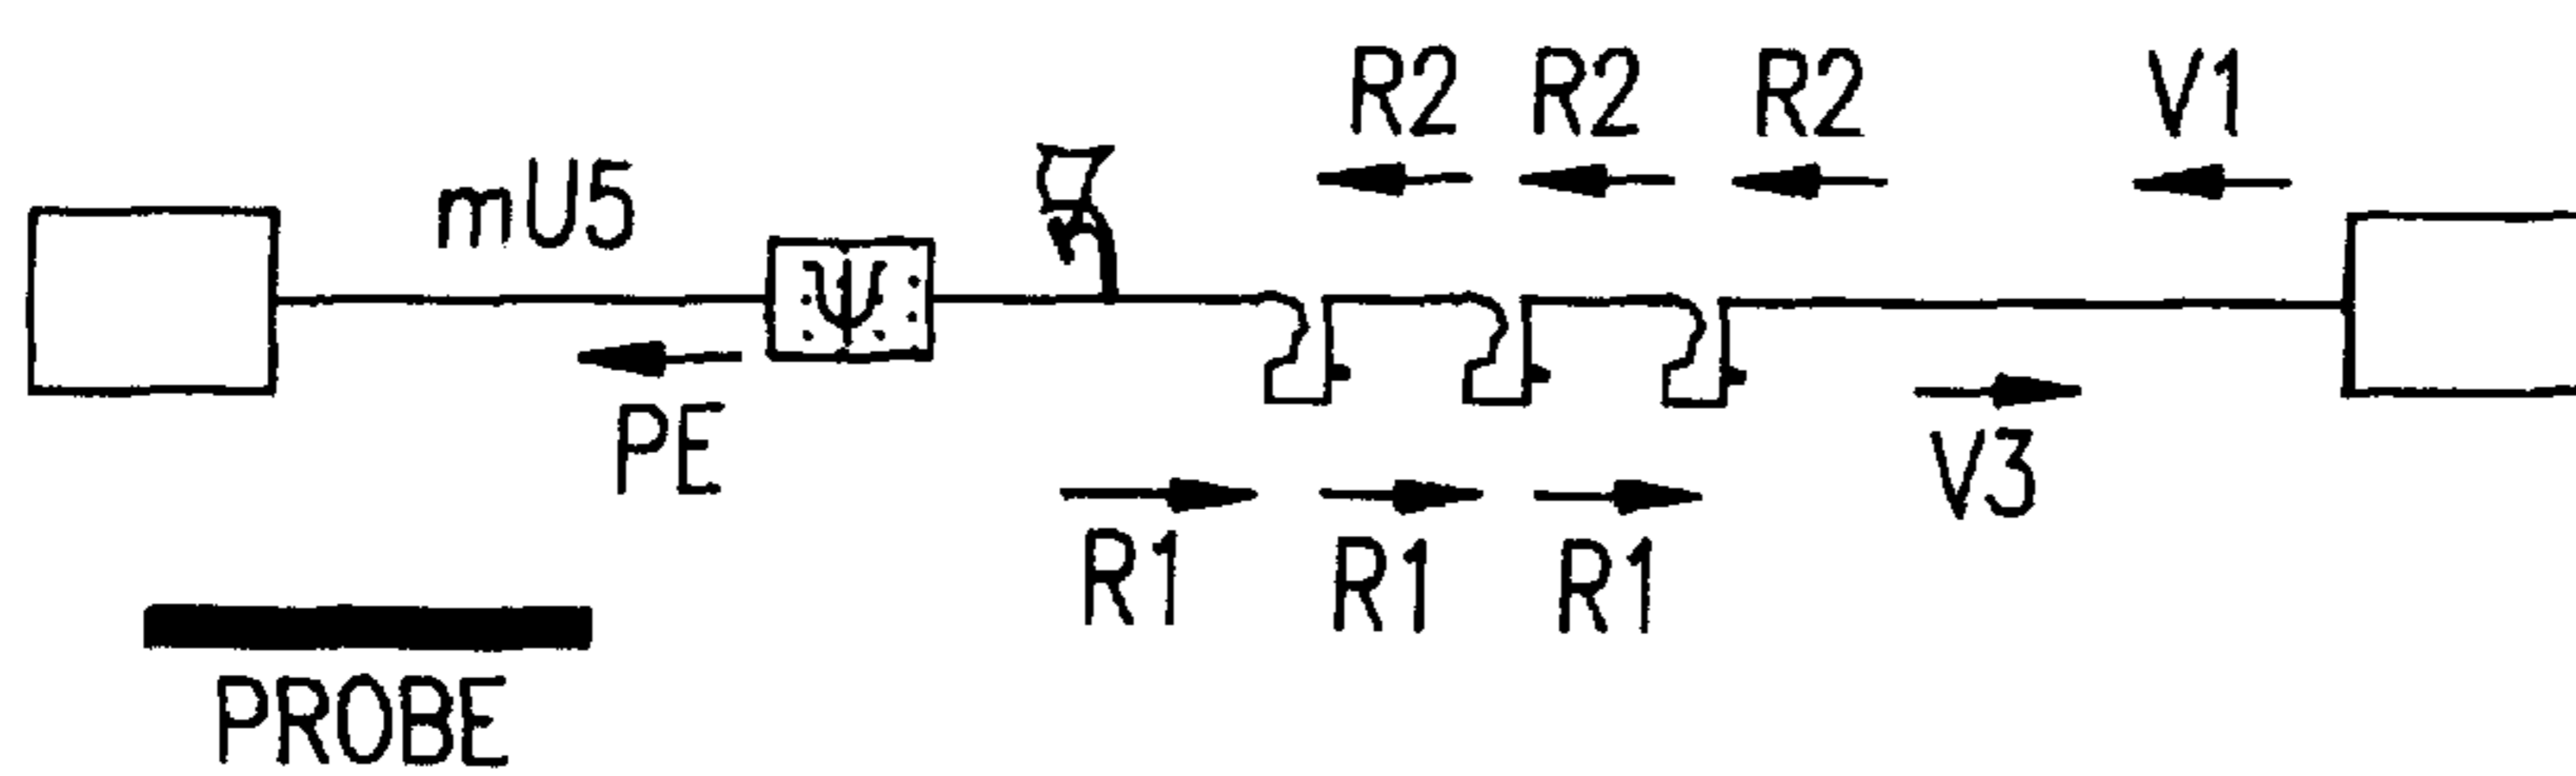 R2 R2 R2 V1
mU5
Ψ
PE
V3
R1 R1 R1
PROBE